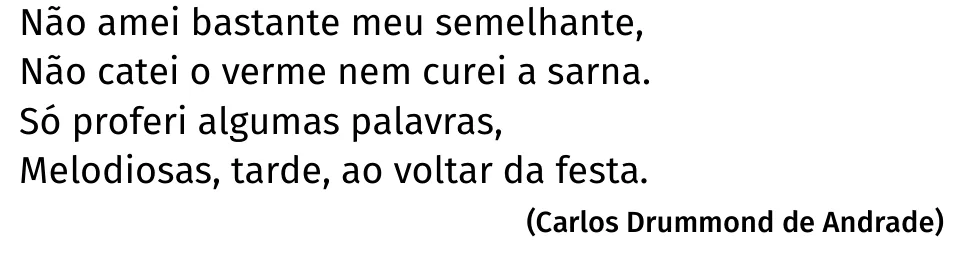 Não amei bastante meu semelhante,
Não catei o verme nem curei a sarna.
Só proferi algumas palavras,
Melodiosas, tarde, ao voltar da festa.
(Carlos Drummond de Andrade)